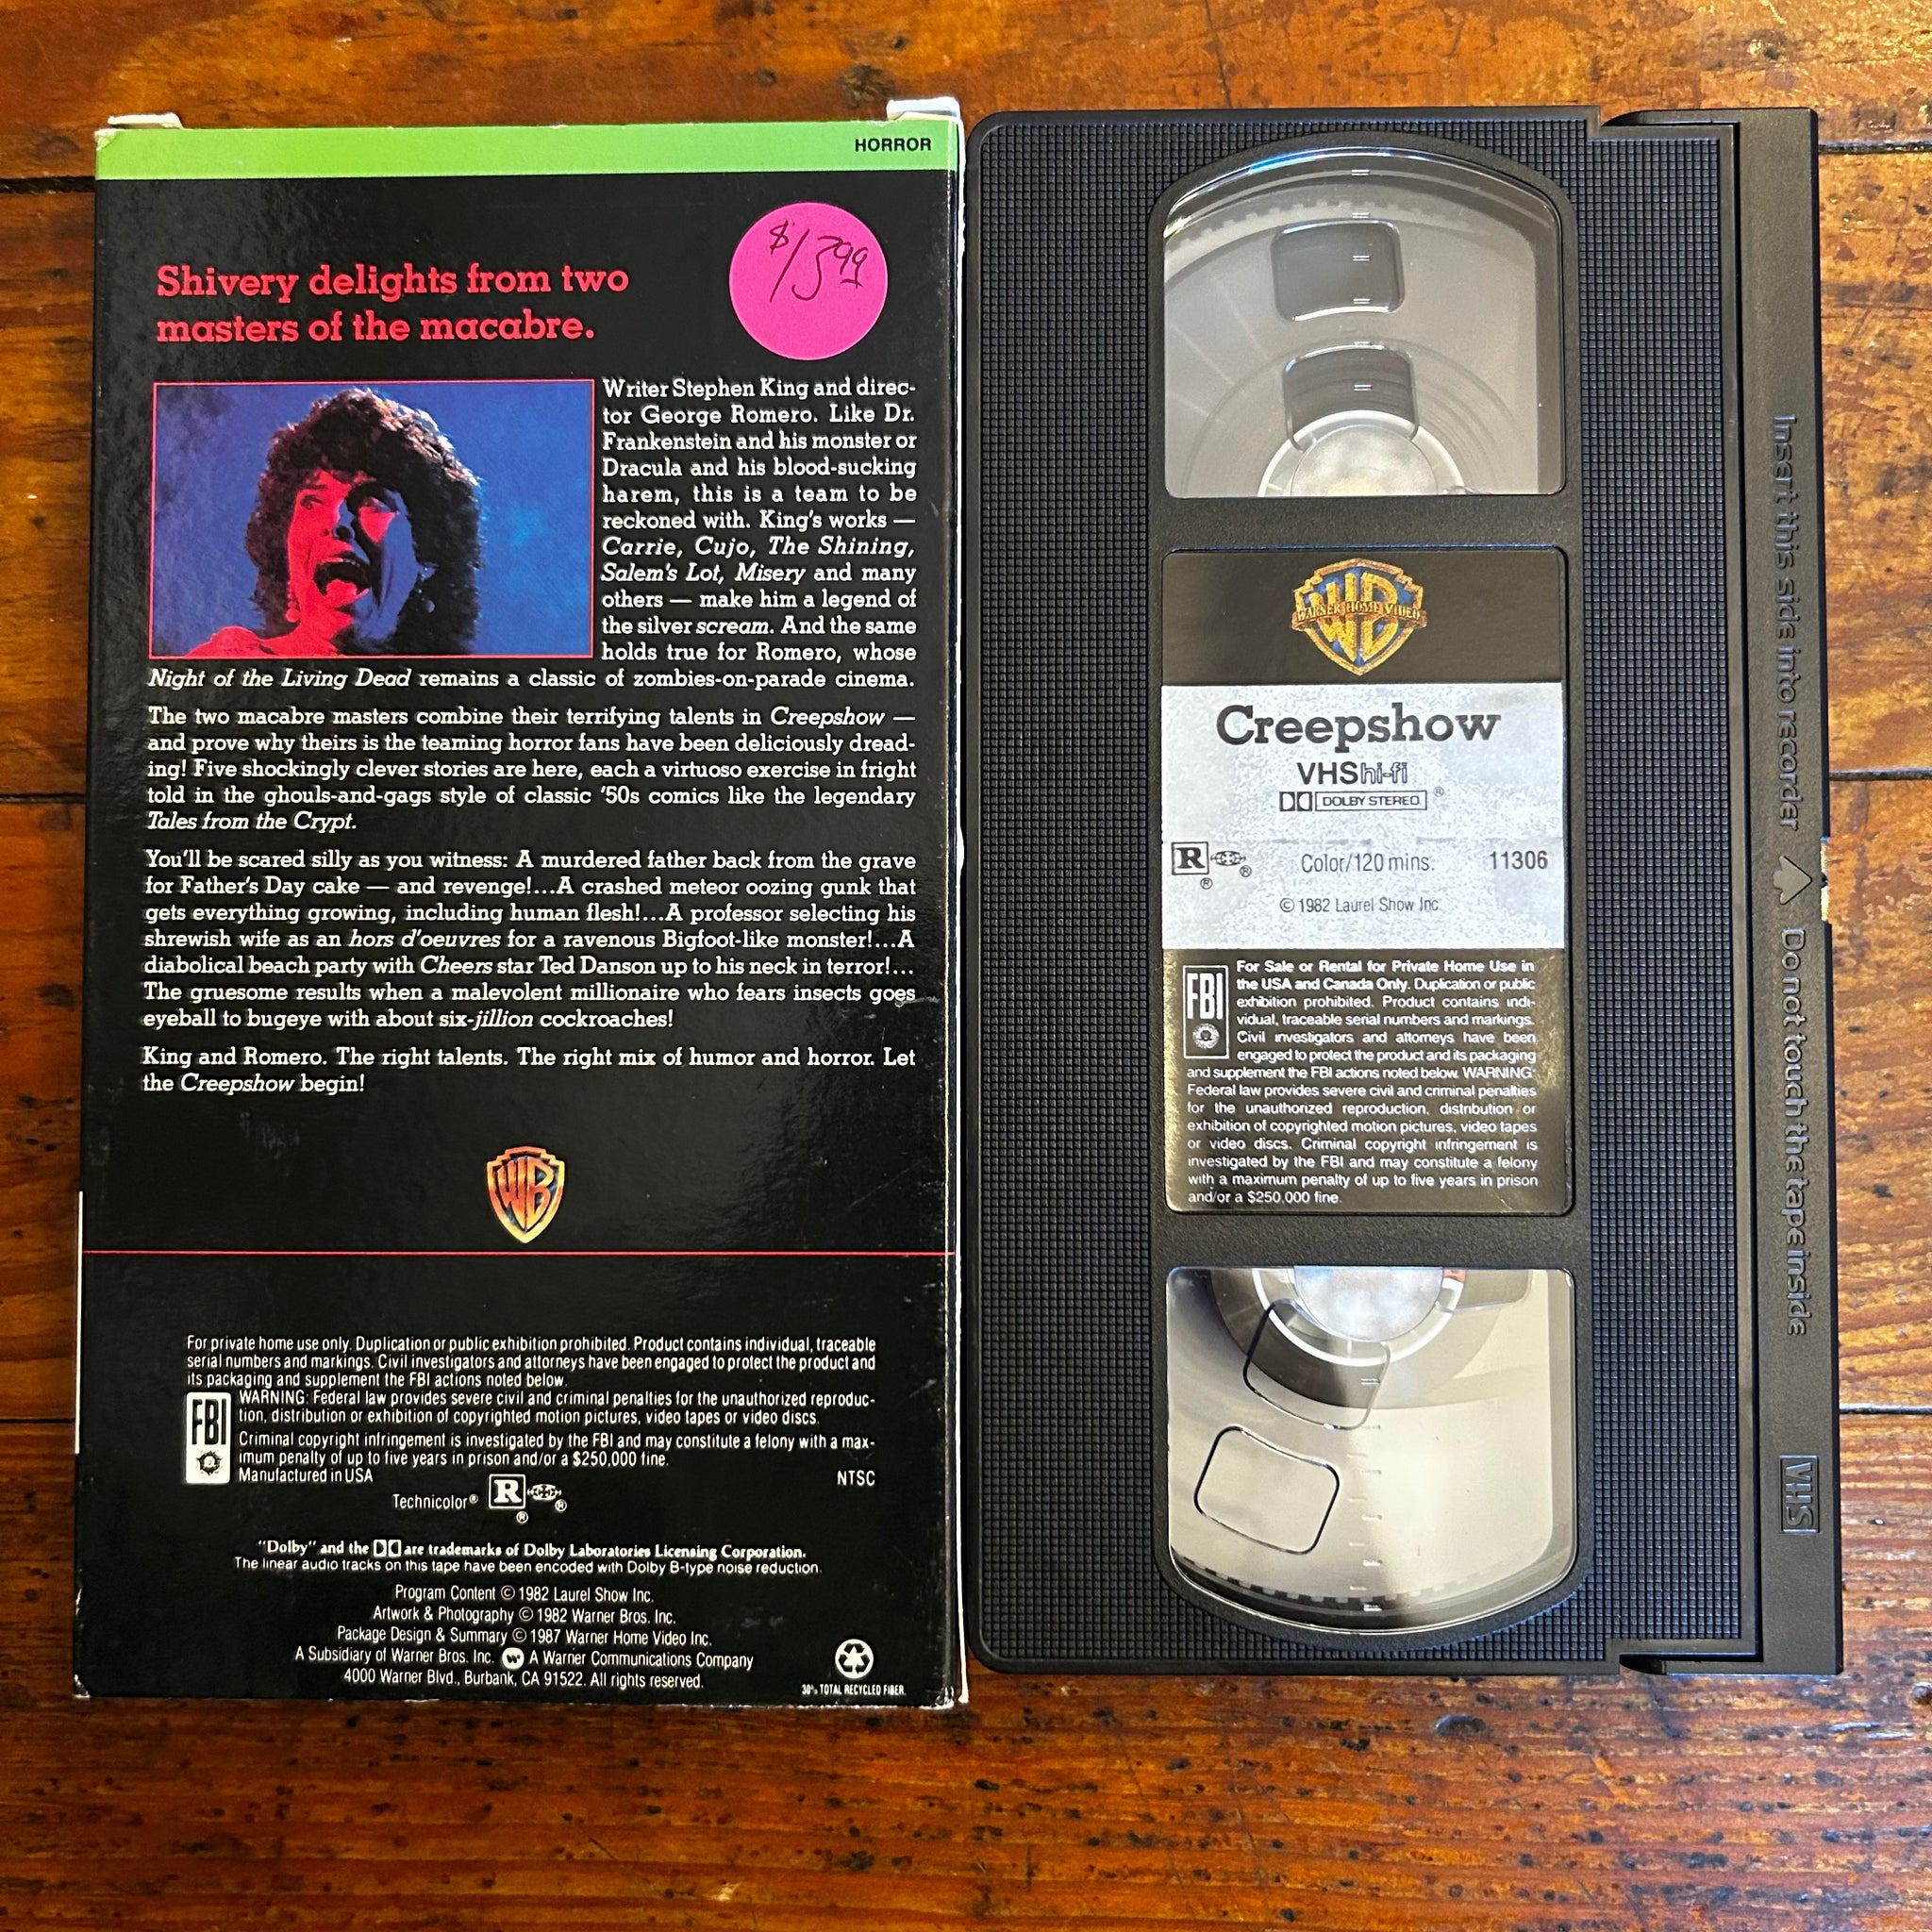 HORROR
$13.99
Shivery delights from two
masters of the macabre.
Writer Stephen King and direc-
tor George Romero. Like Dr.
Frankenstein and his monster or
Dracula and his blood-sucking
harem, this is a team to be
reckoned with. King's works —
Carrie, Cujo, The Shining,
Salem's Lot, Misery and many
others — make him a legend of
the silver scream. And the same
holds true for Romero, whose
Night of the Living Dead remains a classic of zombies-on-parade cinema.
The two macabre masters combine their terrifying talents in Creepshow —
and prove why theirs is the teaming horror fans have been deliciously dread-
ing! Five shockingly clever stories are here, each a virtuoso exercise in fright
told in the ghouls-and-gags style of classic '50s comics like the legendary
Tales from the Crypt.
You'll be scared silly as you witness: A murdered father back from the grave
for Father's Day cake — and revenge!...A crashed meteor oozing gunk that
gets everything growing, including human flesh!...A professor selecting his
shrewish wife as an hors d'oeuvres for a ravenous Bigfoot-like monster!...A
diabolical beach party with Cheers star Ted Danson up to his neck in terror!...
The gruesome results when a malevolent millionaire who fears insects goes
eyeball to bugeye with about six-jillion cockroaches!
King and Romero. The right talents. The right mix of humor and horror. Let
the Creepshow begin!
WB
For private home use only. Duplication or public exhibition prohibited. Product contains individual, traceable
serial numbers and markings. Civil investigators and attorneys have been engaged to protect the product and
its packaging and supplement the FBI actions noted below.
FBI
WARNING: Federal law provides severe civil and criminal penalties for the unauthorized reproduc-
tion, distribution or exhibition of copyrighted motion pictures, video tapes or video discs.
Criminal copyright infringement is investigated by the FBI and may constitute a felony with a max-
imum penalty of up to five years in prison and/or a $250,000 fine.
Manufactured in USA
NTSC
Technicolor® R ® ®
"Dolby" and the DD are trademarks of Dolby Laboratories Licensing Corporation.
The linear audio tracks on this tape have been encoded with Dolby B-type noise reduction.
Program Content © 1982 Laurel Show Inc.
Artwork & Photography © 1982 Warner Bros. Inc.
Package Design & Summary © 1987 Warner Home Video Inc.
A Subsidiary of Warner Bros. Inc. A Warner Communications Company
4000 Warner Blvd., Burbank, CA 91522. All rights reserved.
30% TOTAL RECYCLED FIBER.
WARNER HOME VIDEO
Creepshow
VHS hi-fi
DOLBY STEREO ®
R ® ® Color/120 mins. 11306
© 1982 Laurel Show Inc.
FBI
For Sale or Rental for Private Home Use in
the USA and Canada Only. Duplication or public
exhibition prohibited. Product contains indi-
vidual, traceable serial numbers and markings.
Civil investigators and attorneys have been
engaged to protect the product and its packaging
and supplement the FBI actions noted below. WARNING:
Federal law provides severe civil and criminal penalties
for the unauthorized reproduction, distribution or
exhibition of copyrighted motion pictures, video tapes
or video discs. Criminal copyright infringement is
investigated by the FBI and may constitute a felony
with a maximum penalty of up to five years in prison
and/or a $250,000 fine.
Insert this side into recorder
Do not touch the tape inside
VHS